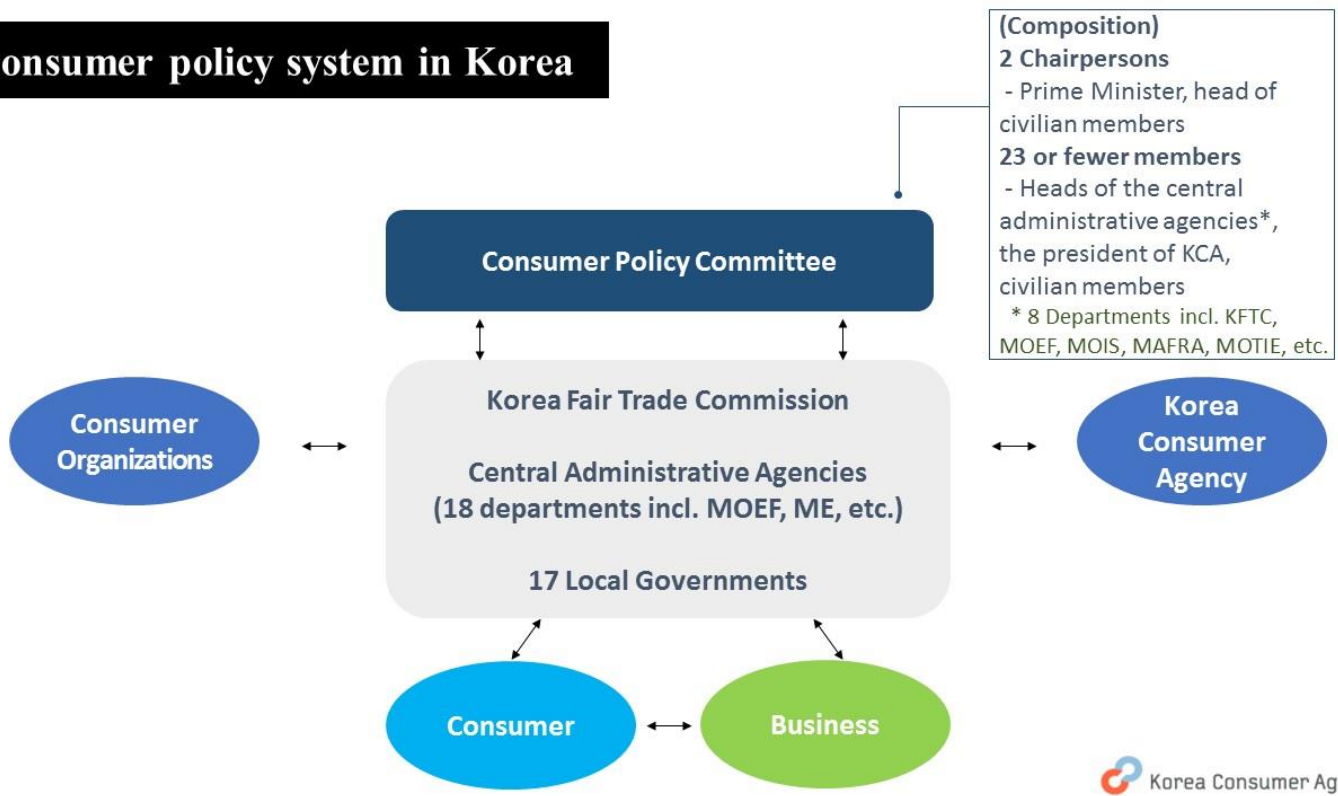 onsumer policy system in Korea
(Composition)
2 Chairpersons
- Prime Minister, head of
civilian members
23 or fewer members
- Heads of the central
administrative agencies*,
the president of KCA,
civilian members
* 8 Departments incl. KFTC,
MOEF, MOIS, MAFRA, MOTIE, etc.
Consumer Policy Committee
Consumer
Organizations
Korea Fair Trade Commission
Central Administrative Agencies
(18 departments incl. MOEF, ME, etc.)
17 Local Governments
Korea
Consumer
Agency
Consumer
Business
Korea Consumer Ag